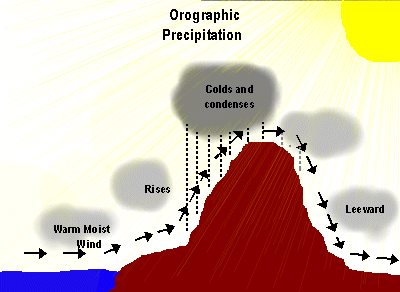 Orographic
Precipitation
Colds and
condenses
Rises
Leeward
Warm Moist
Wind